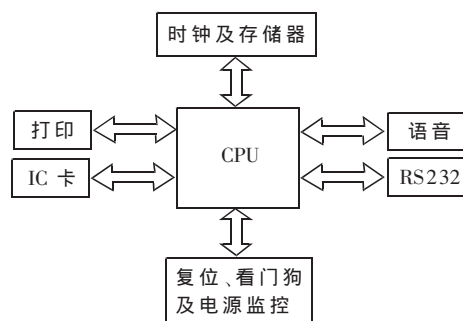 时钟及存储器
打印
CPU
语音
IC 卡
RS232
复位、看门狗
及电源监控